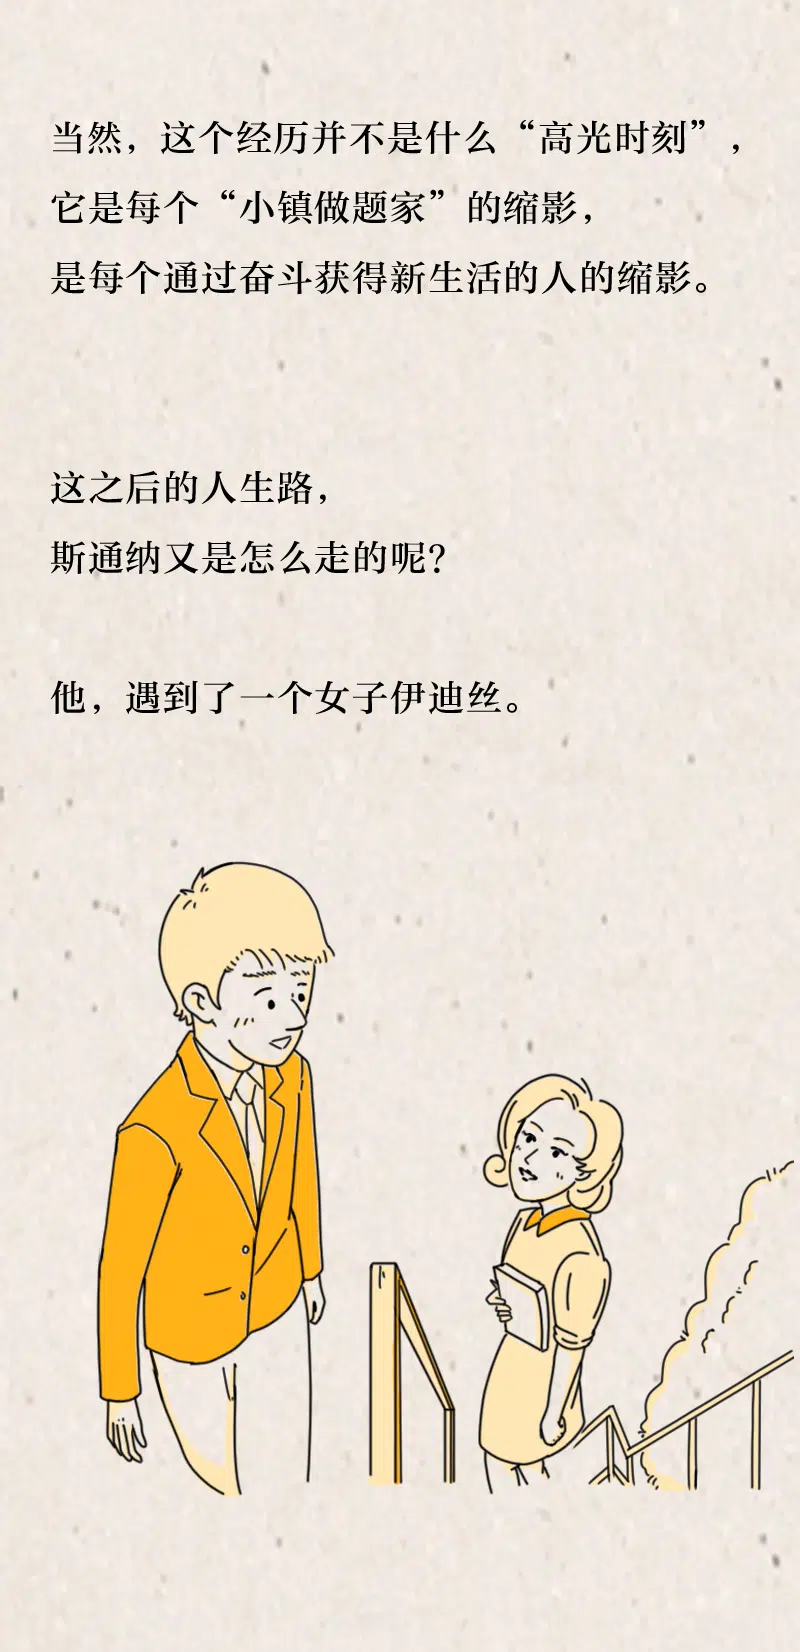 当然，这个经历并不是什么“高光时刻”，
它是每个“小镇做题家”的缩影，
是每个通过奋斗获得新生活的人的缩影。
这之后的人生路，
斯通纳又是怎么走的呢？
他，遇到了一个女子伊迪丝。